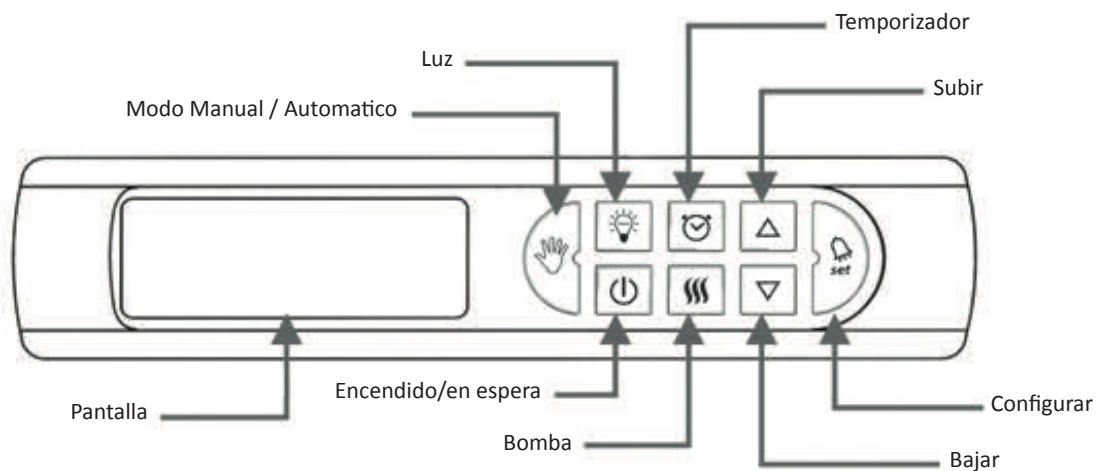 Temporizador
Luz
Subir
Modo Manual / Automatico
set
Encendido/en espera
Configurar
Pantalla
Bomba
Bajar